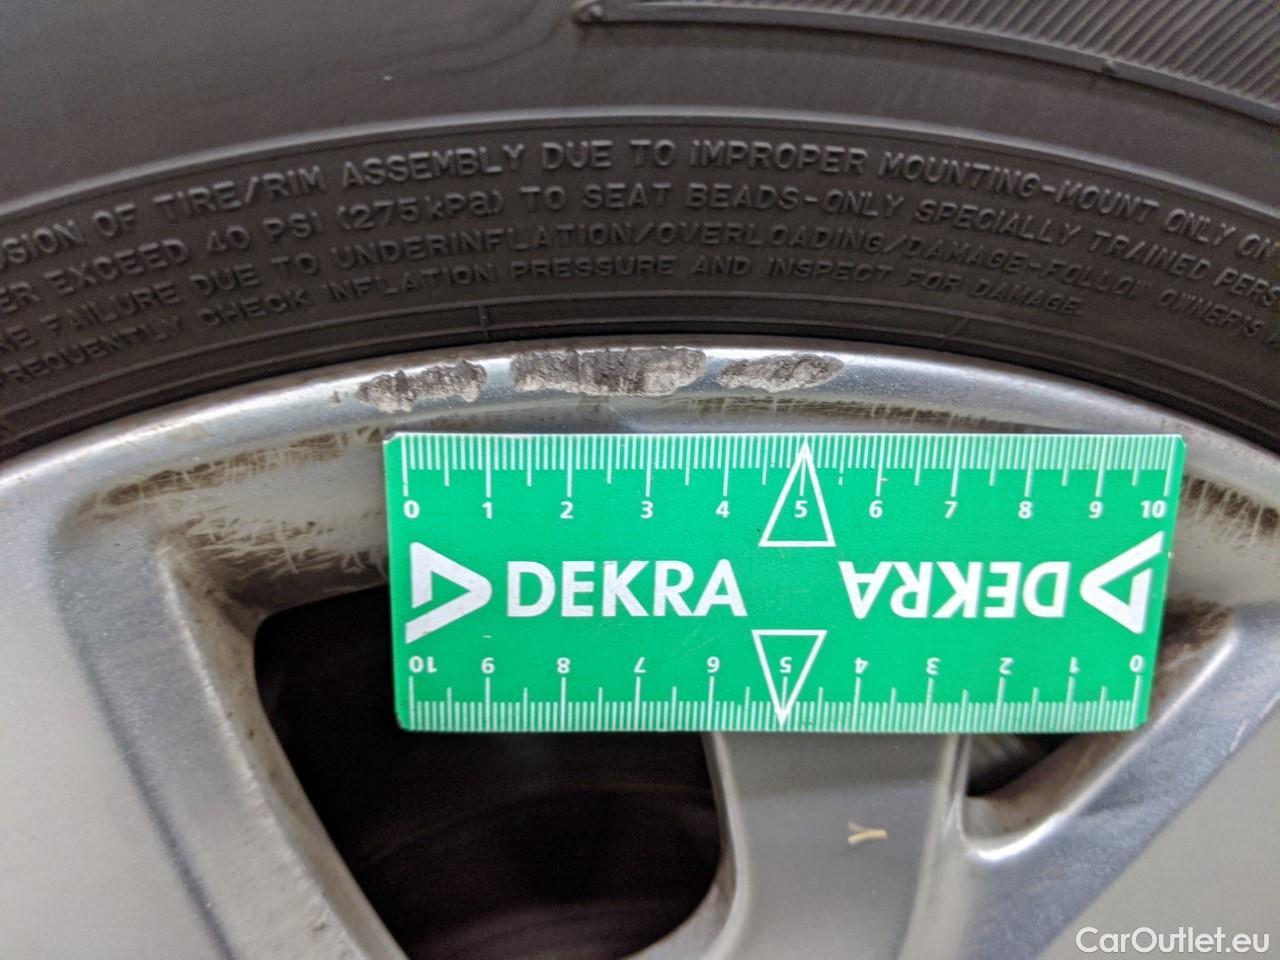 SION OF TIRE/RIM ASSEMBLY DUE TO IMPROPER MOUNTING-MOUNT ONLY ON
ER EXCEED 40 PSI (275 kPa) TO SEAT BEADS-ONLY SPECIALLY TRAINED PERS
FAILURE DUE TO UNDERINFLATION/OVERLOADING/DAMAGE-FOLLOW OWNER'S
FREQUENTLY CHECK INFLATION PRESSURE AND INSPECT FOR DAMAGE.
0 1 2 3 4 5 6 7 8 9 10
DEKRA DEKRA
10 9 8 7 6 5 4 3 2 1 0
CarOutlet.eu